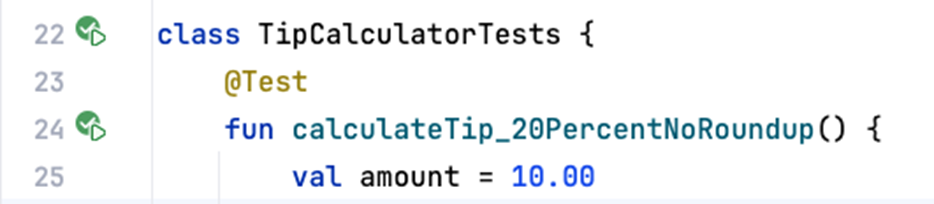 22 class TipCalculatorTests {
23 @Test
24 fun calculateTip_20PercentNoRoundup() {
25 val amount = 10.00